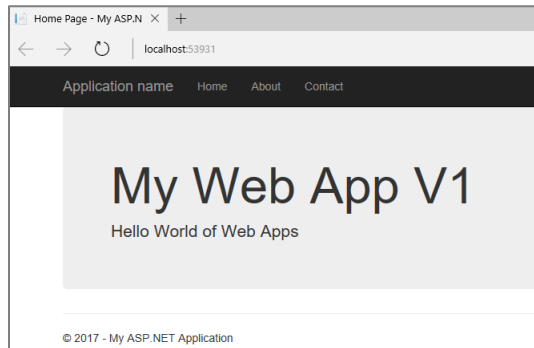 Home Page - My ASP.N
localhost:53931
Application name Home About Contact
My Web App V1
Hello World of Web Apps
© 2017 - My ASP.NET Application